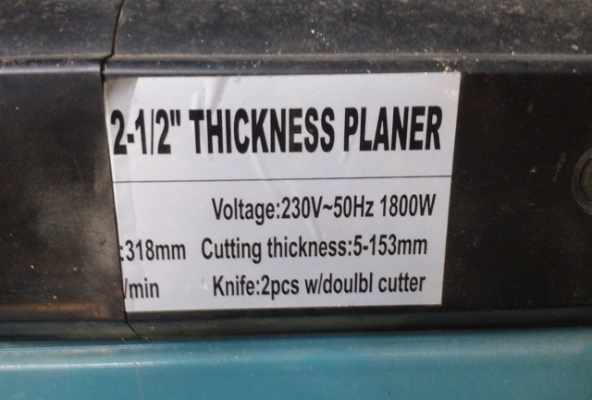 2-1/2" THICKNESS PLANER
Voltage:230V~50Hz 1800W
:318mm Cutting thickness:5-153mm
/min Knife:2pcs w/doulbl cutter